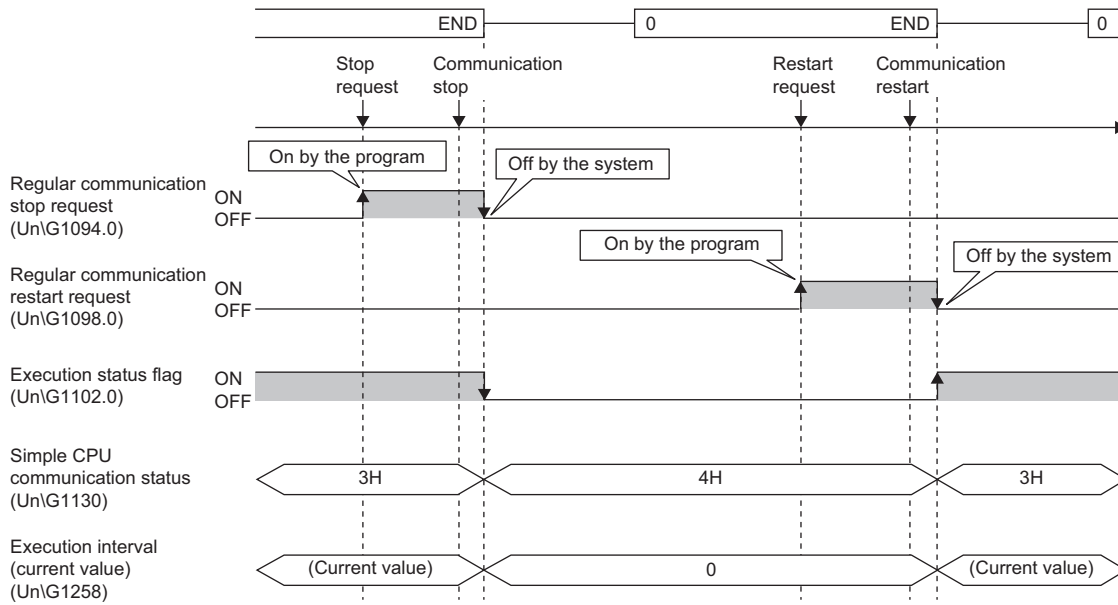 END 0 END 0
Stop request
Communication stop
Restart request
Communication restart
On by the program
Off by the system
Regular communication
stop request
(Un\G1094.0)
ON
OFF
On by the program
Off by the system
Regular communication
restart request
(Un\G1098.0)
ON
OFF
Execution status flag
(Un\G1102.0)
ON
OFF
Simple CPU
communication status
(Un\G1130)
3H 4H 3H
Execution interval
(current value)
(Un\G1258)
(Current value) 0 (Current value)